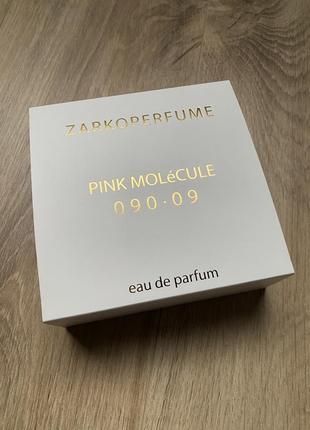 ZARKOPERFUME
PINK MOLéCULE
090·09
eau de parfum